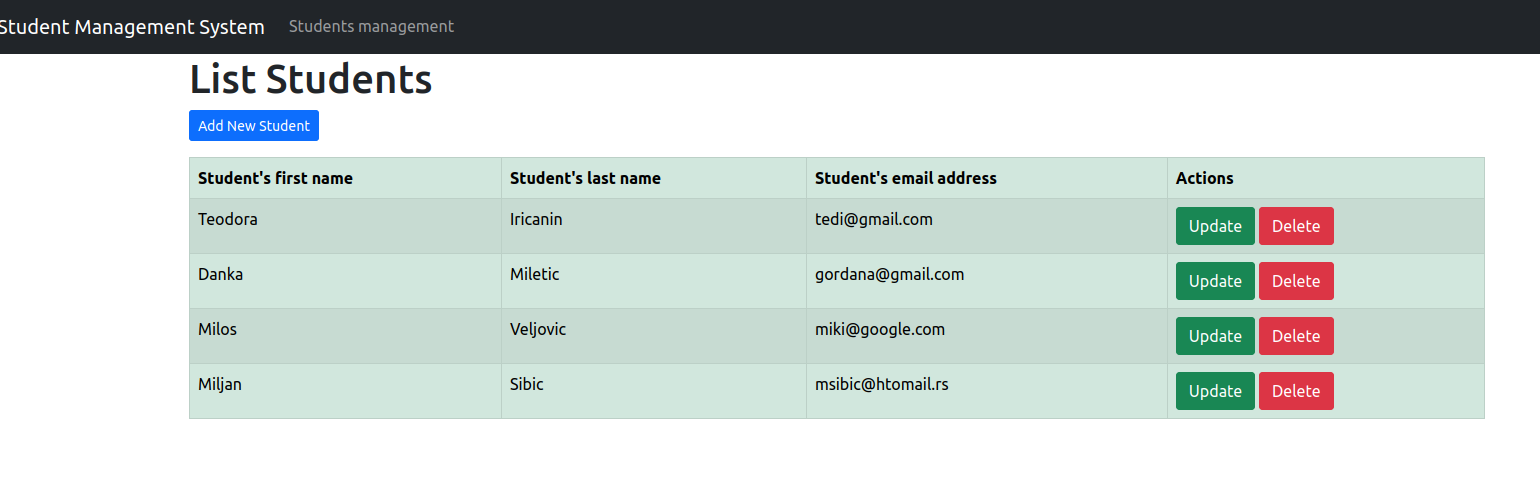 Student Management System Students management
List Students
Add New Student
Student's first name Student's last name Student's email address Actions
Teodora Iricanin tedi@gmail.com Update Delete
Danka Miletic gordana@gmail.com Update Delete
Milos Veljovic miki@google.com Update Delete
Miljan Sibic msibic@htomail.rs Update Delete